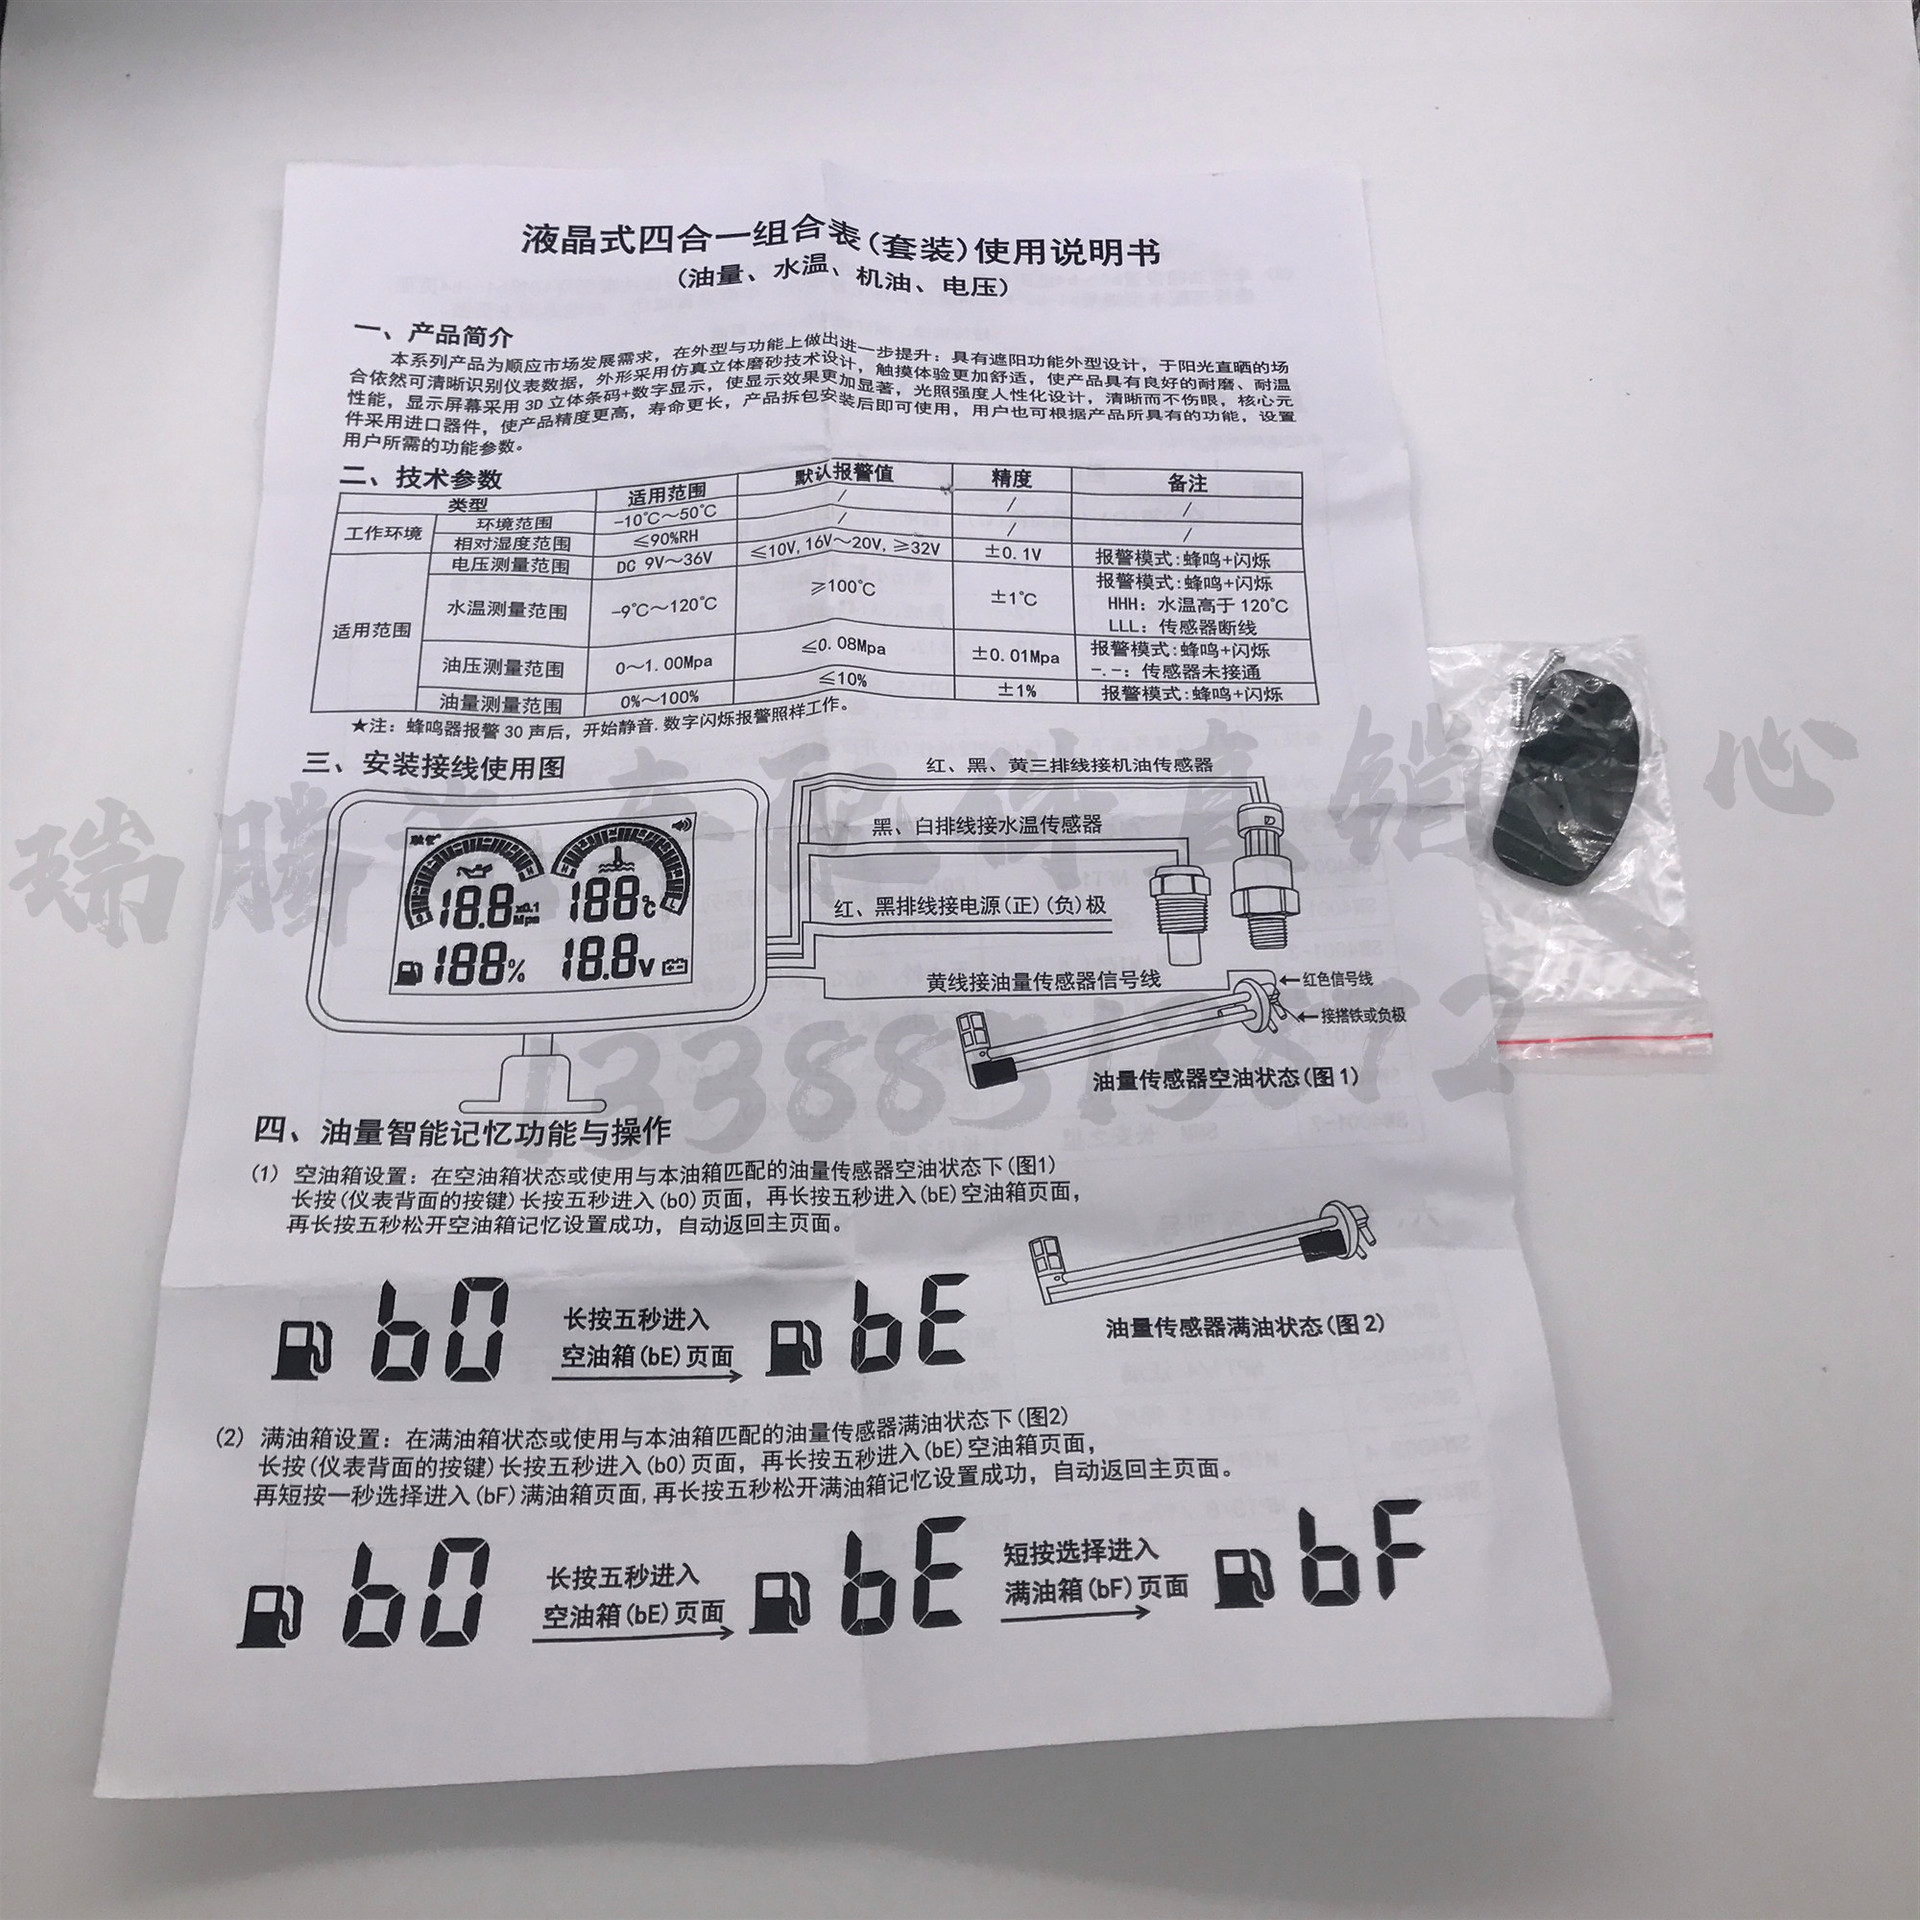 液晶式四合一组合表(套装)使用说明书
(油量、水温、机油、电压)
一、产品简介
本系列产品为顺应市场发展需求，在外型与功能上做出进一步提升：具有遮阳功能外型设计，于阳光直晒的场
合依然可清晰识别仪表数据，外形采用仿真立体磨砂技术设计，触摸体验更加舒适，使产品具有良好的耐磨、耐温
性能，显示屏幕采用3D立体条码+数字显示，使显示效果更加显著，光照强度人性化设计，清晰而不伤眼，核心元
件采用进口器件，使产品精度更高，寿命更长，产品拆包安装后即可使用，用户也可根据产品所具有的功能，设置
用户所需的功能参数。
二、技术参数
类型 适用范围 默认报警值 精度 备注
工作环境 环境范围 -10℃～50℃ / / /
相对湿度范围 ≤90%RH / / /
适用范围 电压测量范围 DC 9V～36V ≤10V,16V～20V,≥32V ±0.1V 报警模式:蜂鸣+闪烁
水温测量范围 -9℃～120℃ ≥100℃ ±1℃ 报警模式:蜂鸣+闪烁
HHH：水温高于120℃
LLL：传感器断线
油压测量范围 0～1.00Mpa ≤0.08Mpa ±0.01Mpa 报警模式:蜂鸣+闪烁
-.-：传感器未接通
油量测量范围 0%～100% ≤10% ±1% 报警模式:蜂鸣+闪烁
★注：蜂鸣器报警30声后，开始静音.数字闪烁报警照样工作。
三、安装接线使用图
红、黑、黄三排线接机油传感器
黑、白排线接水温传感器
红、黑排线接电源(正)(负)极
黄线接油量传感器信号线
红色信号线
接搭铁或负极
18.8 x0.1 Mpa 188℃
188% 18.8V
油量传感器空油状态(图1)
四、油量智能记忆功能与操作
(1) 空油箱设置：在空油箱状态或使用与本油箱匹配的油量传感器空油状态下(图1)
长按(仪表背面的按键)长按五秒进入(b0)页面，再长按五秒进入(bE)空油箱页面，
再长按五秒松开空油箱记忆设置成功，自动返回主页面。
b0 长按五秒进入
空油箱(bE)页面 bE
油量传感器满油状态(图2)
(2) 满油箱设置：在满油箱状态或使用与本油箱匹配的油量传感器满油状态下(图2)
长按(仪表背面的按键)长按五秒进入(b0)页面，再长按五秒进入(bE)空油箱页面，
再短按一秒选择进入(bF)满油箱页面,再长按五秒松开满油箱记忆设置成功，自动返回主页面。
b0 长按五秒进入
空油箱(bE)页面 bE 短按选择进入
满油箱(bF)页面 bF
13388513872